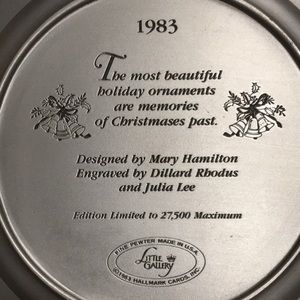 1983
The most beautiful
holiday ornaments
are memories
of Christmases past.
Designed by Mary Hamilton
Engraved by Dillard Rhodus
and Julia Lee
Edition Limited to 27,500 Maximum
FINE PEWTER MADE IN U.S.A.
LITTLE
GALLERY
©1983 HALLMARK CARDS, INC.